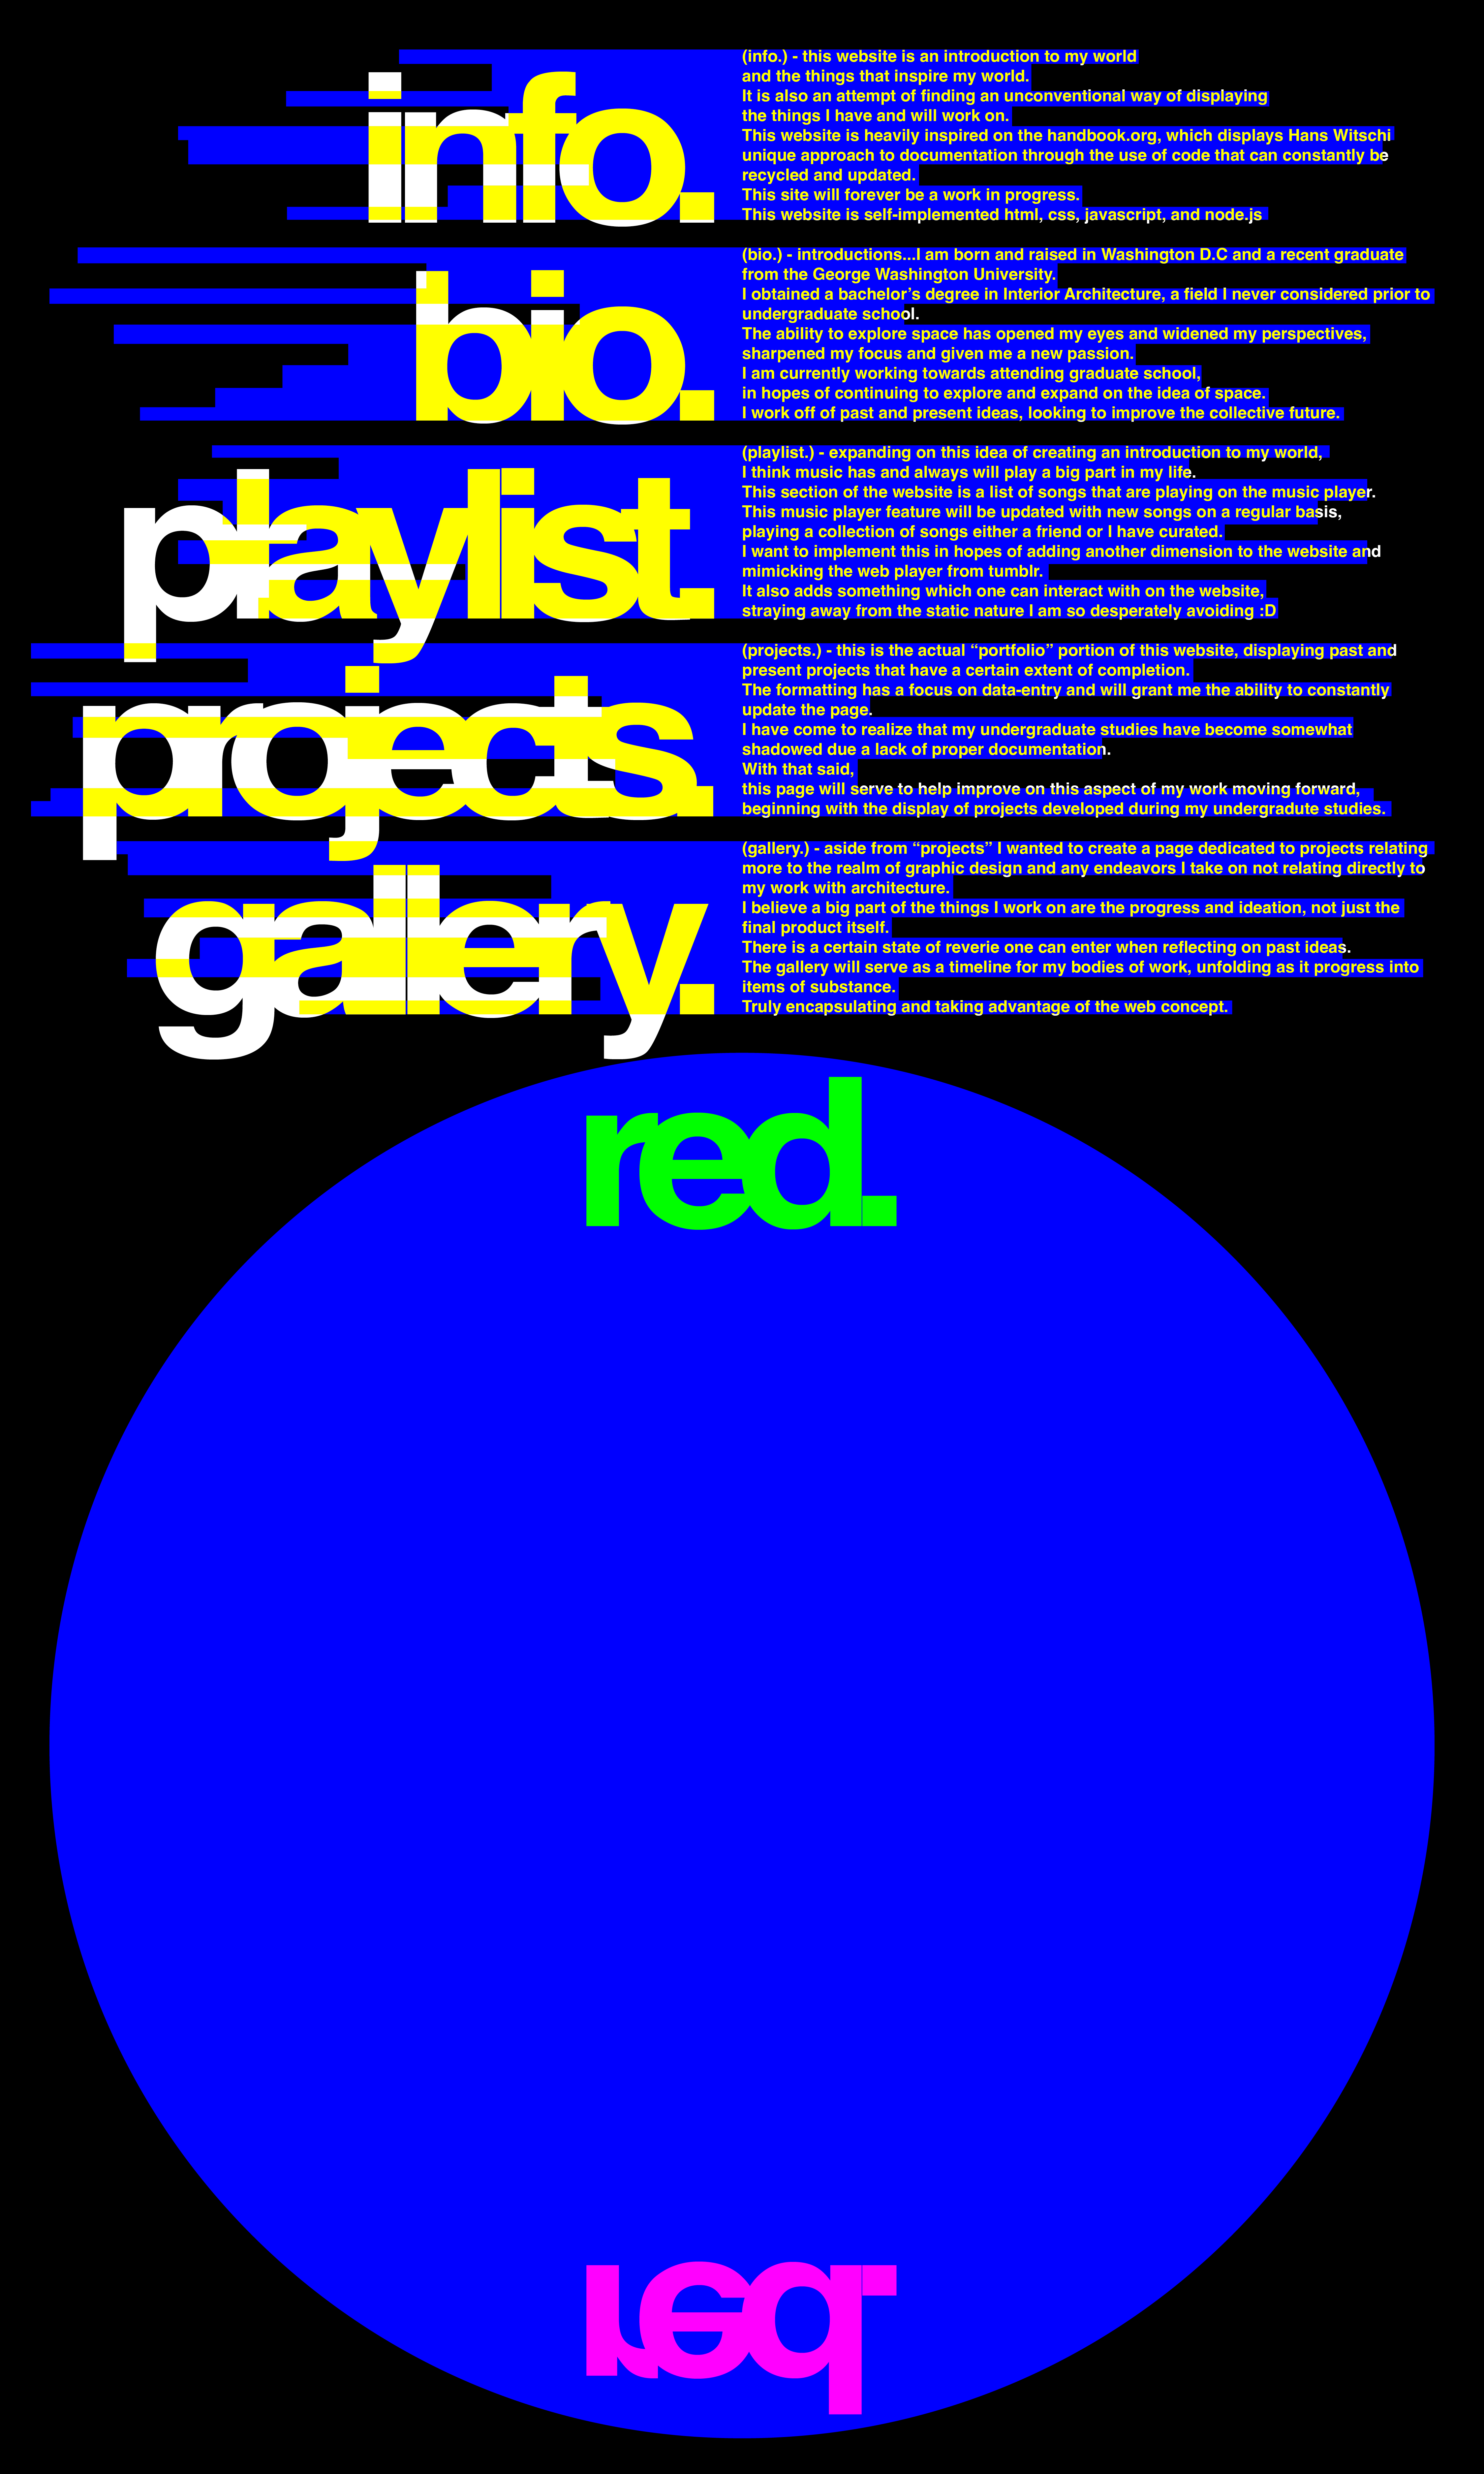 info.
(info.) - this website is an introduction to my world
and the things that inspire my world.
It is also an attempt of finding an unconventional way of displaying
the things I have and will work on.
This website is heavily inspired on the handbook.org, which displays Hans Witschi
unique approach to documentation through the use of code that can constantly be
recycled and updated.
This site will forever be a work in progress.
This website is self-implemented html, css, javascript, and node.js
bio.
(bio.) - introductions...I am born and raised in Washington D.C and a recent graduate
from the George Washington University.
I obtained a bachelor’s degree in Interior Architecture, a field I never considered prior to
undergraduate school.
The ability to explore space has opened my eyes and widened my perspectives,
sharpened my focus and given me a new passion.
I am currently working towards attending graduate school,
in hopes of continuing to explore and expand on the idea of space.
I work off of past and present ideas, looking to improve the collective future.
playlist.
(playlist.) - expanding on this idea of creating an introduction to my world,
I think music has and always will play a big part in my life.
This section of the website is a list of songs that are playing on the music player.
This music player feature will be updated with new songs on a regular basis,
playing a collection of songs either a friend or I have curated.
I want to implement this in hopes of adding another dimension to the website and
mimicking the web player from tumblr.
It also adds something which one can interact with on the website,
straying away from the static nature I am so desperately avoiding :D
projects.
(projects.) - this is the actual “portfolio” portion of this website, displaying past and
present projects that have a certain extent of completion.
The formatting has a focus on data-entry and will grant me the ability to constantly
update the page.
I have come to realize that my undergraduate studies have become somewhat
shadowed due a lack of proper documentation.
With that said,
this page will serve to help improve on this aspect of my work moving forward,
beginning with the display of projects developed during my undergradute studies.
gallery.
(gallery.) - aside from “projects” I wanted to create a page dedicated to projects relating
more to the realm of graphic design and any endeavors I take on not relating directly to
my work with architecture.
I believe a big part of the things I work on are the progress and ideation, not just the
final product itself.
There is a certain state of reverie one can enter when reflecting on past ideas.
The gallery will serve as a timeline for my bodies of work, unfolding as it progress into
items of substance.
Truly encapsulating and taking advantage of the web concept.
red.
red.